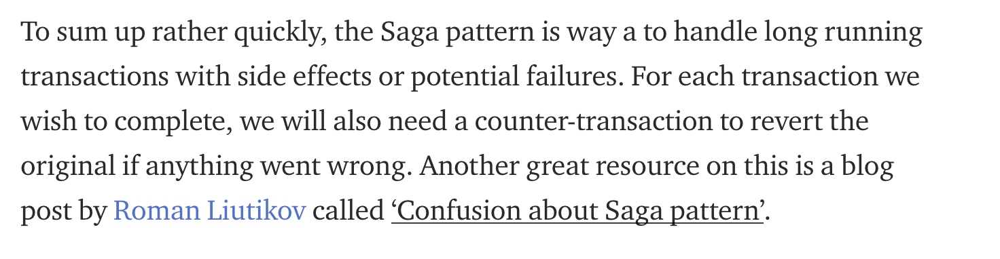 To sum up rather quickly, the Saga pattern is way a to handle long running
transactions with side effects or potential failures. For each transaction we
wish to complete, we will also need a counter-transaction to revert the
original if anything went wrong. Another great resource on this is a blog
post by Roman Liutikov called ‘Confusion about Saga pattern’.